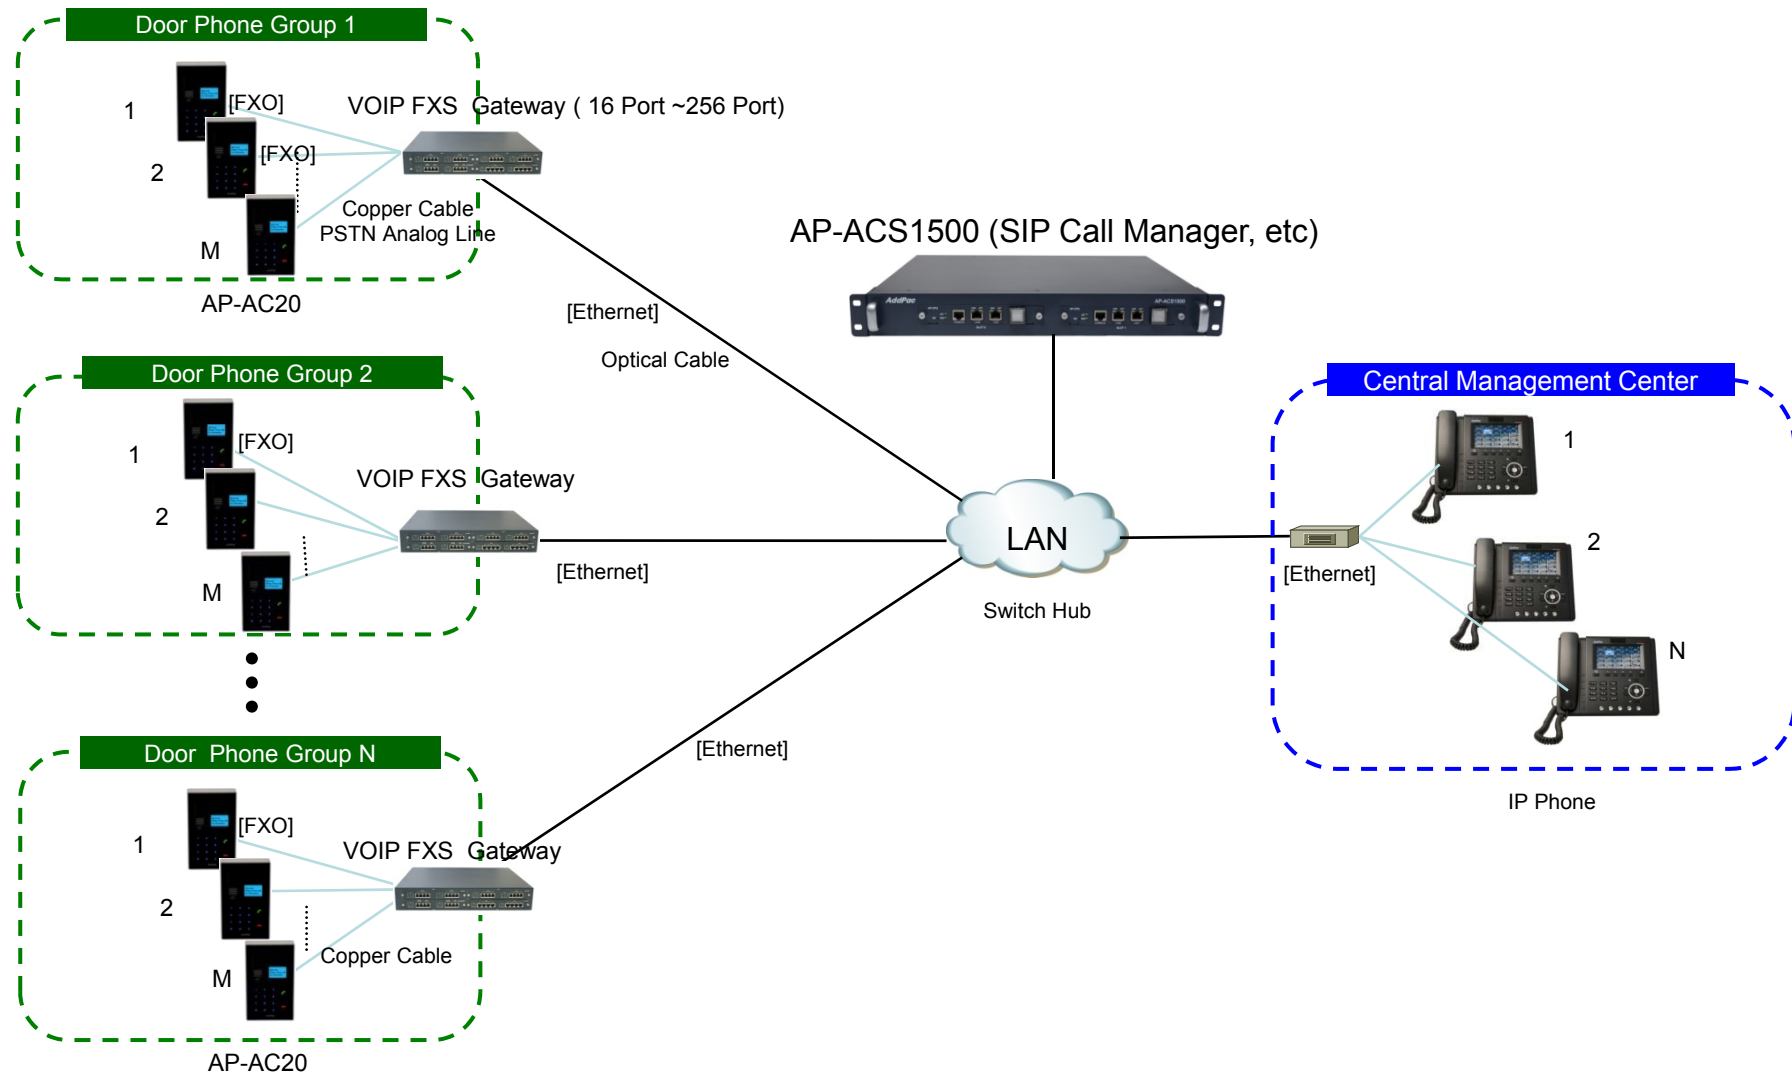 Door Phone Group 1
1
[FXO]
VOIP FXS  Gateway ( 16 Port ~256 Port)
2
[FXO]
Copper Cable
PSTN Analog Line
M
AP-AC20
[Ethernet]
Optical Cable
AP-ACS1500 (SIP Call Manager, etc)
AddPac
AP-ACS1500
Door Phone Group 2
1
[FXO]
VOIP FXS  Gateway
2
M
[Ethernet]
LAN
Switch Hub
Central Management Center
1
2
[Ethernet]
N
IP Phone
Door  Phone Group N
[Ethernet]
1
[FXO]
VOIP FXS  Gateway
2
Copper Cable
M
AP-AC20